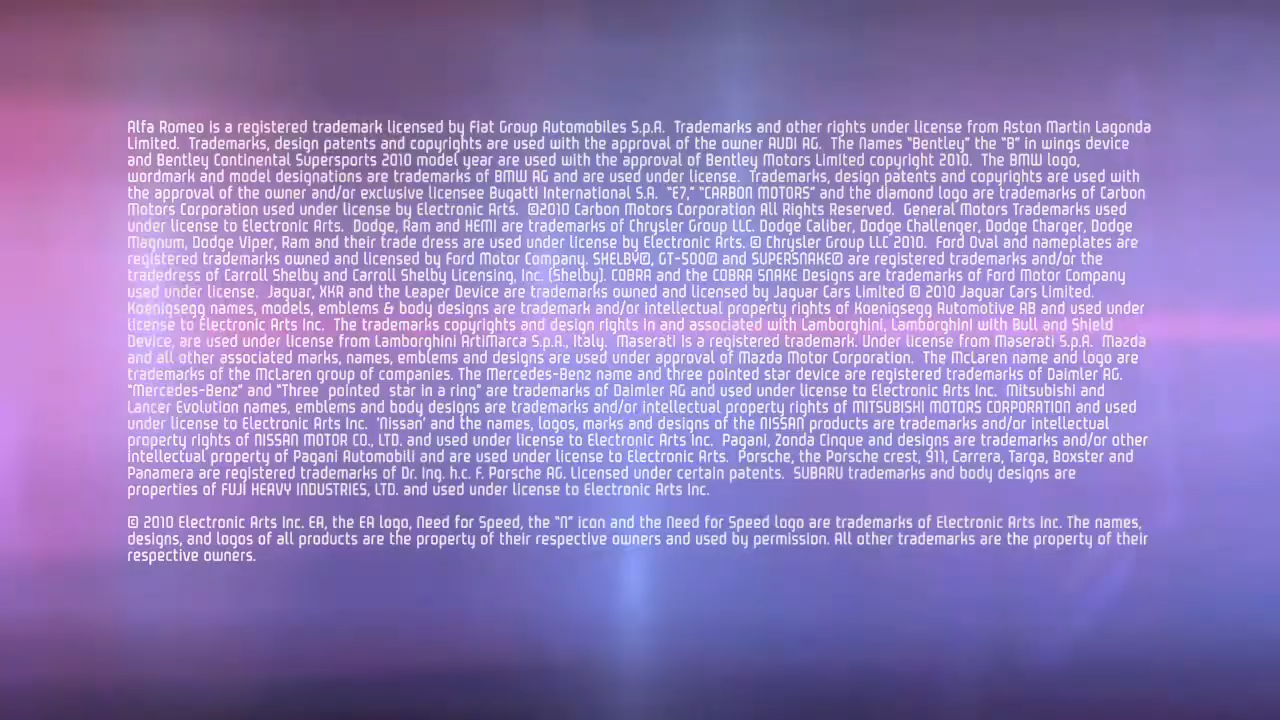 Alfa Romeo is a registered trademark licensed by Fiat Group Automobiles S.p.A.  Trademarks and other rights under license from Aston Martin Lagonda
Limited.  Trademarks, design patents and copyrights are used with the approval of the owner AUDI AG.  The Names "Bentley" the "B" in wings device
and Bentley Continental Supersports 2010 model year are used with the approval of Bentley Motors Limited copyright 2010.  The BMW logo,
wordmark and model designations are trademarks of BMW AG and are used under license.  Trademarks, design patents and copyrights are used with
the approval of the owner and/or exclusive licensee Bugatti International S.A.  "E7," "CARBON MOTORS" and the diamond logo are trademarks of Carbon
Motors Corporation used under license by Electronic Arts.  ©2010 Carbon Motors Corporation All Rights Reserved.  General Motors Trademarks used
under license to Electronic Arts.  Dodge, Ram and HEMI are trademarks of Chrysler Group LLC. Dodge Caliber, Dodge Challenger, Dodge Charger, Dodge
Magnum, Dodge Viper, Ram and their trade dress are used under license by Electronic Arts. © Chrysler Group LLC 2010.  Ford Oval and nameplates are
registered trademarks owned and licensed by Ford Motor Company. SHELBY©, GT-500© and SUPERSNAKE© are registered trademarks and/or the
tradedress of Carroll Shelby and Carroll Shelby Licensing, Inc. (Shelby). COBRA and the COBRA SNAKE Designs are trademarks of Ford Motor Company
used under license.  Jaguar, XKR and the Leaper Device are trademarks owned and licensed by Jaguar Cars Limited © 2010 Jaguar Cars Limited.
Koenigsegg names, models, emblems & body designs are trademark and/or intellectual property rights of Koenigsegg Automotive AB and used under
license to Electronic Arts Inc.  The trademarks copyrights and design rights in and associated with Lamborghini, Lamborghini with Bull and Shield
Device, are used under license from Lamborghini ArtiMarca S.p.A., Italy.  Maserati is a registered trademark. Under license from Maserati S.p.A.  Mazda
and all other associated marks, names, emblems and designs are used under approval of Mazda Motor Corporation.  The McLaren name and logo are
trademarks of the McLaren group of companies. The Mercedes-Benz name and three pointed star device are registered trademarks of Daimler AG.
"Mercedes-Benz" and "Three  pointed  star in a ring" are trademarks of Daimler AG and used under license to Electronic Arts Inc.  Mitsubishi and
Lancer Evolution names, emblems and body designs are trademarks and/or intellectual property rights of MITSUBISHI MOTORS CORPORATION and used
under license to Electronic Arts Inc.  'Nissan' and the names, logos, marks and designs of the NISSAN products are trademarks and/or intellectual
property rights of NISSAN MOTOR CO., LTD. and used under license to Electronic Arts Inc.  Pagani, Zonda Cinque and designs are trademarks and/or other
intellectual property of Pagani Automobili and are used under license to Electronic Arts.  Porsche, the Porsche crest, 911, Carrera, Targa, Boxster and
Panamera are registered trademarks of Dr. Ing. h.c. F. Porsche AG. Licensed under certain patents.  SUBARU trademarks and body designs are
properties of FUJI HEAVY INDUSTRIES, LTD. and used under license to Electronic Arts Inc.
© 2010 Electronic Arts Inc. EA, the EA logo, Need for Speed, the "N" icon and the Need for Speed logo are trademarks of Electronic Arts Inc. The names,
designs, and logos of all products are the property of their respective owners and used by permission. All other trademarks are the property of their
respective owners.